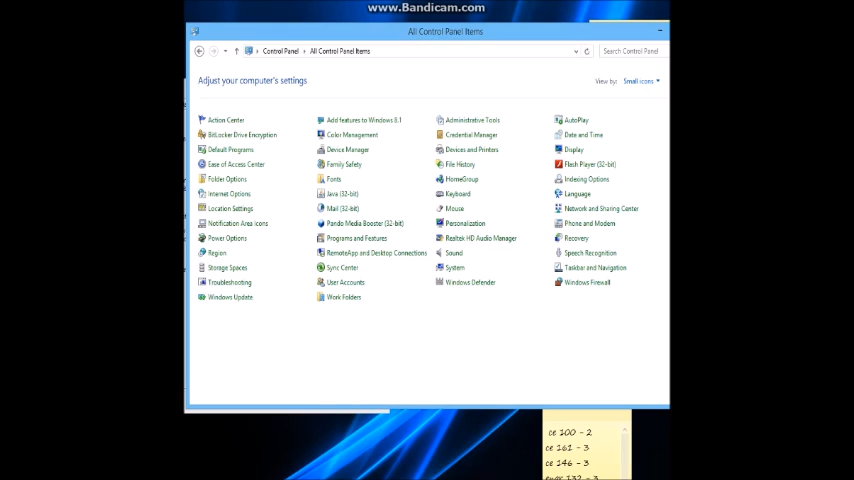 www.Bandicam.com
All Control Panel Items
Control Panel › All Control Panel Items
Search Control Panel
Adjust your computer's settings
View by: Small icons
Action Center
Add features to Windows 8.1
Administrative Tools
AutoPlay
BitLocker Drive Encryption
Color Management
Credential Manager
Date and Time
Default Programs
Device Manager
Devices and Printers
Display
Ease of Access Center
Family Safety
File History
Flash Player (32-bit)
Folder Options
Fonts
HomeGroup
Indexing Options
Internet Options
Java (32-bit)
Keyboard
Language
Location Settings
Mail (32-bit)
Mouse
Network and Sharing Center
Notification Area Icons
Pando Media Booster (32-bit)
Personalization
Phone and Modem
Power Options
Programs and Features
Realtek HD Audio Manager
Recovery
Region
RemoteApp and Desktop Connections
Sound
Speech Recognition
Storage Spaces
Sync Center
System
Taskbar and Navigation
Troubleshooting
User Accounts
Windows Defender
Windows Firewall
Windows Update
Work Folders
ce 100 - 2
ce 161 - 3
ce 146 - 3